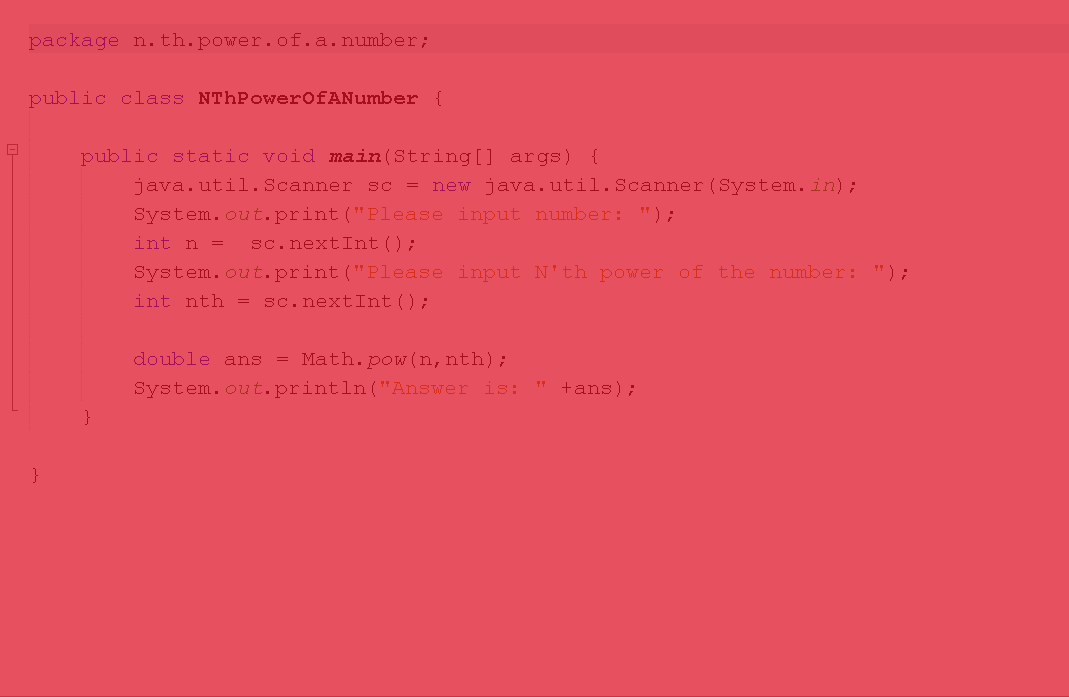 package n.th.power.of.a.number;
public class NThPowerOfANumber {
public static void main(String[] args) {
java.util.Scanner sc = new java.util.Scanner(System.in);
System.out.print("Please input number: ");
int n =  sc.nextInt();
System.out.print("Please input N'th power of the number: ");
int nth = sc.nextInt();
double ans = Math.pow(n,nth);
System.out.println("Answer is: " +ans);
}
}